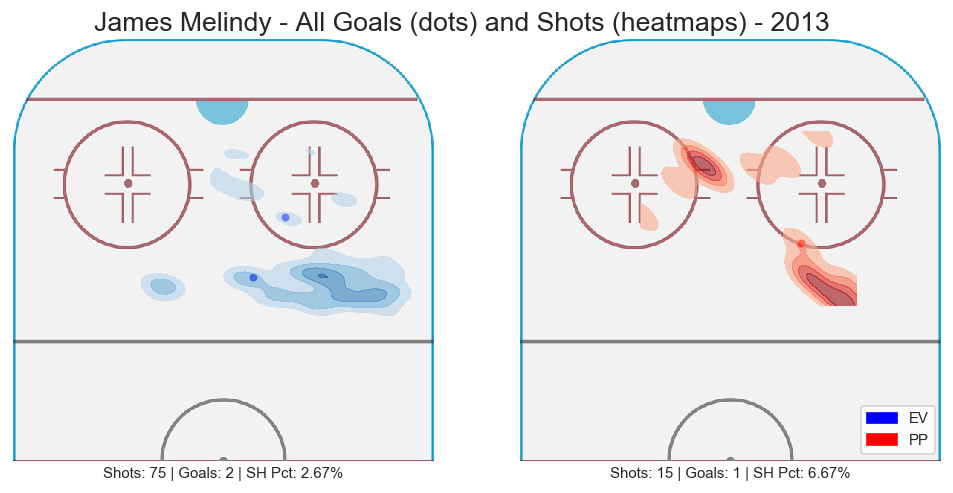 James Melindy - All Goals (dots) and Shots (heatmaps) - 2013
EV
PP
Shots: 75 | Goals: 2 | SH Pct: 2.67%
Shots: 15 | Goals: 1 | SH Pct: 6.67%